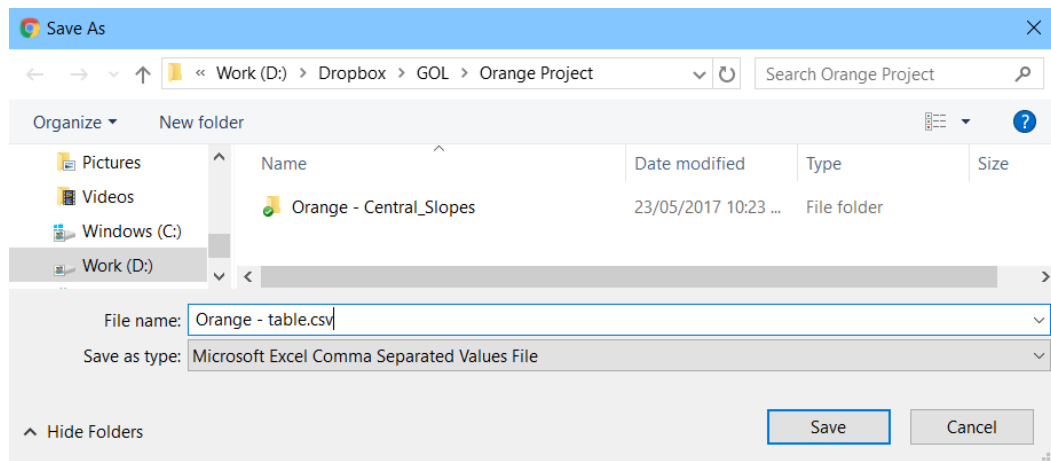 Save As
« Work (D:) > Dropbox > GOL > Orange Project
Search Orange Project
Organize
New folder
?
Pictures
Videos
Windows (C:)
Work (D:)
Name
Date modified
Type
Size
Orange - Central_Slopes
23/05/2017 10:23 ...
File folder
File name: Orange - table.csv
Save as type: Microsoft Excel Comma Separated Values File
Hide Folders
Save
Cancel